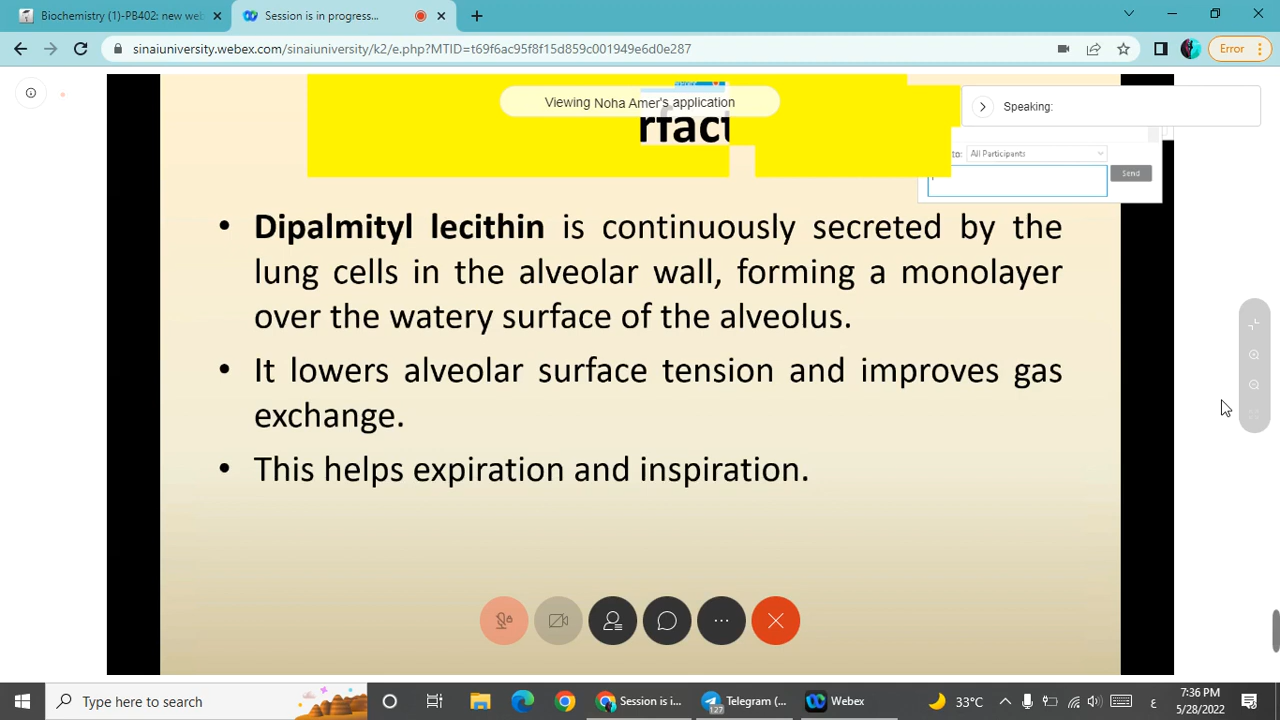 Biochemistry (1)-PB402: new web
Session is in progress...
sinaiuniversity.webex.com/sinaiuniversity/k2/e.php?MTID=t69f6ac95f8f15d859c001949e6d0e287
Error
Viewing Noha Amer's application
Speaking:
rfact
to: All Participants
Send
• Dipalmityl lecithin is continuously secreted by the
lung cells in the alveolar wall, forming a monolayer
over the watery surface of the alveolus.
• It lowers alveolar surface tension and improves gas
exchange.
• This helps expiration and inspiration.
Type here to search
Session is i...
Telegram (...
127
Webex
33°C
ع
7:36 PM
5/28/2022